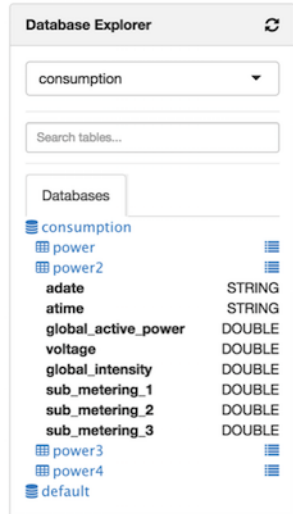 Database Explorer
consumption
Search tables...
Databases
consumption
power
power2
adate STRING
atime STRING
global_active_power DOUBLE
voltage DOUBLE
global_intensity DOUBLE
sub_metering_1 DOUBLE
sub_metering_2 DOUBLE
sub_metering_3 DOUBLE
power3
power4
default